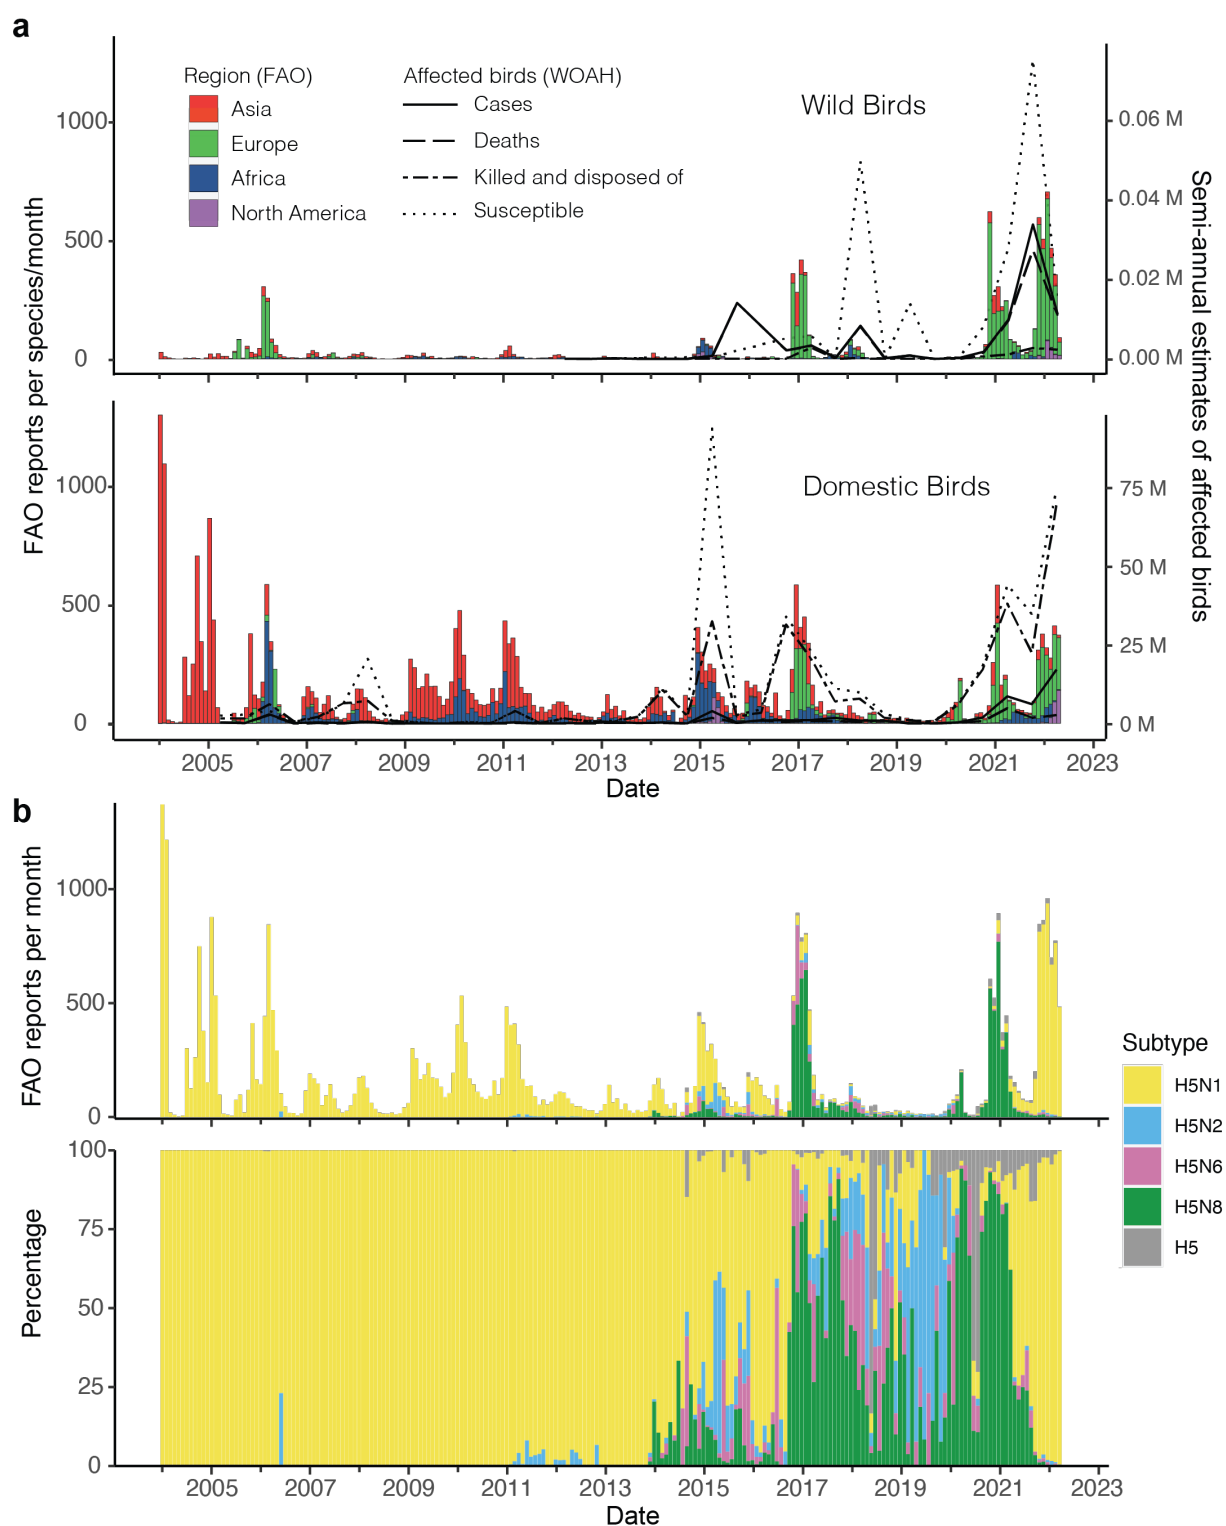 a
Region (FAO)
Asia
Europe
Africa
North America
Affected birds (WOAH)
Cases
Deaths
Killed and disposed of
Susceptible
Wild Birds
1000
500
0
0.06 M
0.04 M
0.02 M
0.00 M
FAO reports per species/month
Semi-annual estimates of affected birds
Domestic Birds
1000
500
0
75 M
50 M
25 M
0 M
2005 2007 2009 2011 2013 2015 2017 2019 2021 2023
Date
b
FAO reports per month
1000
500
0
Subtype
H5N1
H5N2
H5N6
H5N8
H5
Percentage
100
75
50
25
0
2005 2007 2009 2011 2013 2015 2017 2019 2021 2023
Date